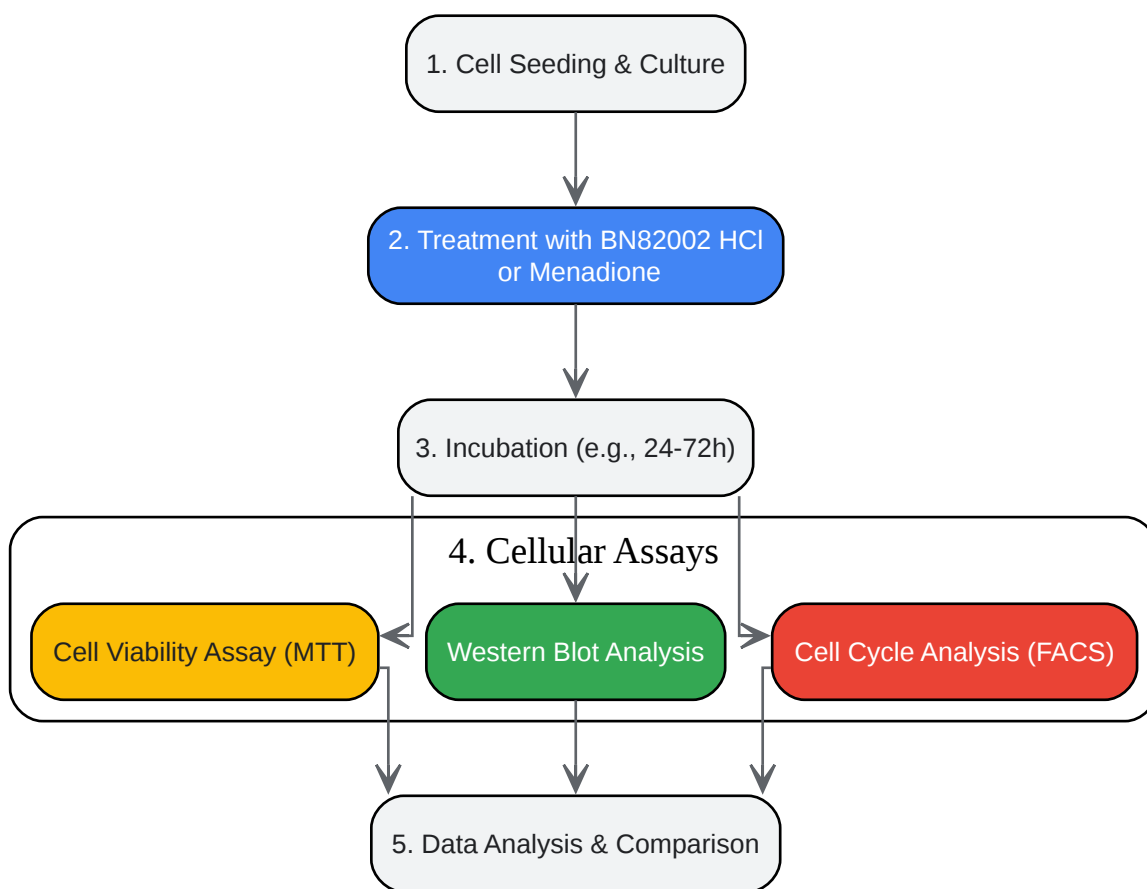 1. Cell Seeding & Culture
2. Treatment with BN82002 HCl
or Menadione
3. Incubation (e.g., 24-72h)
4. Cellular Assays
Cell Viability Assay (MTT)
Western Blot Analysis
Cell Cycle Analysis (FACS)
5. Data Analysis & Comparison